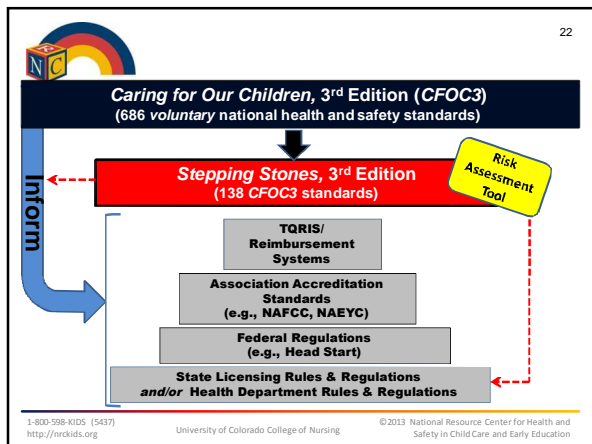 22
N C
Caring for Our Children, 3rd Edition (CFOC3)
(686 voluntary national health and safety standards)
Stepping Stones, 3rd Edition
(138 CFOC3 standards)
Risk
Assessment
Tool
Inform
TQRIS/
Reimbursement
Systems
Association Accreditation
Standards
(e.g., NAFCC, NAEYC)
Federal Regulations
(e.g., Head Start)
State Licensing Rules & Regulations
and/or Health Department Rules & Regulations
1-800-598-KIDS (5437)
http://nrckids.org
University of Colorado College of Nursing
©2013 National Resource Center for Health and
Safety in Child Care and Early Education